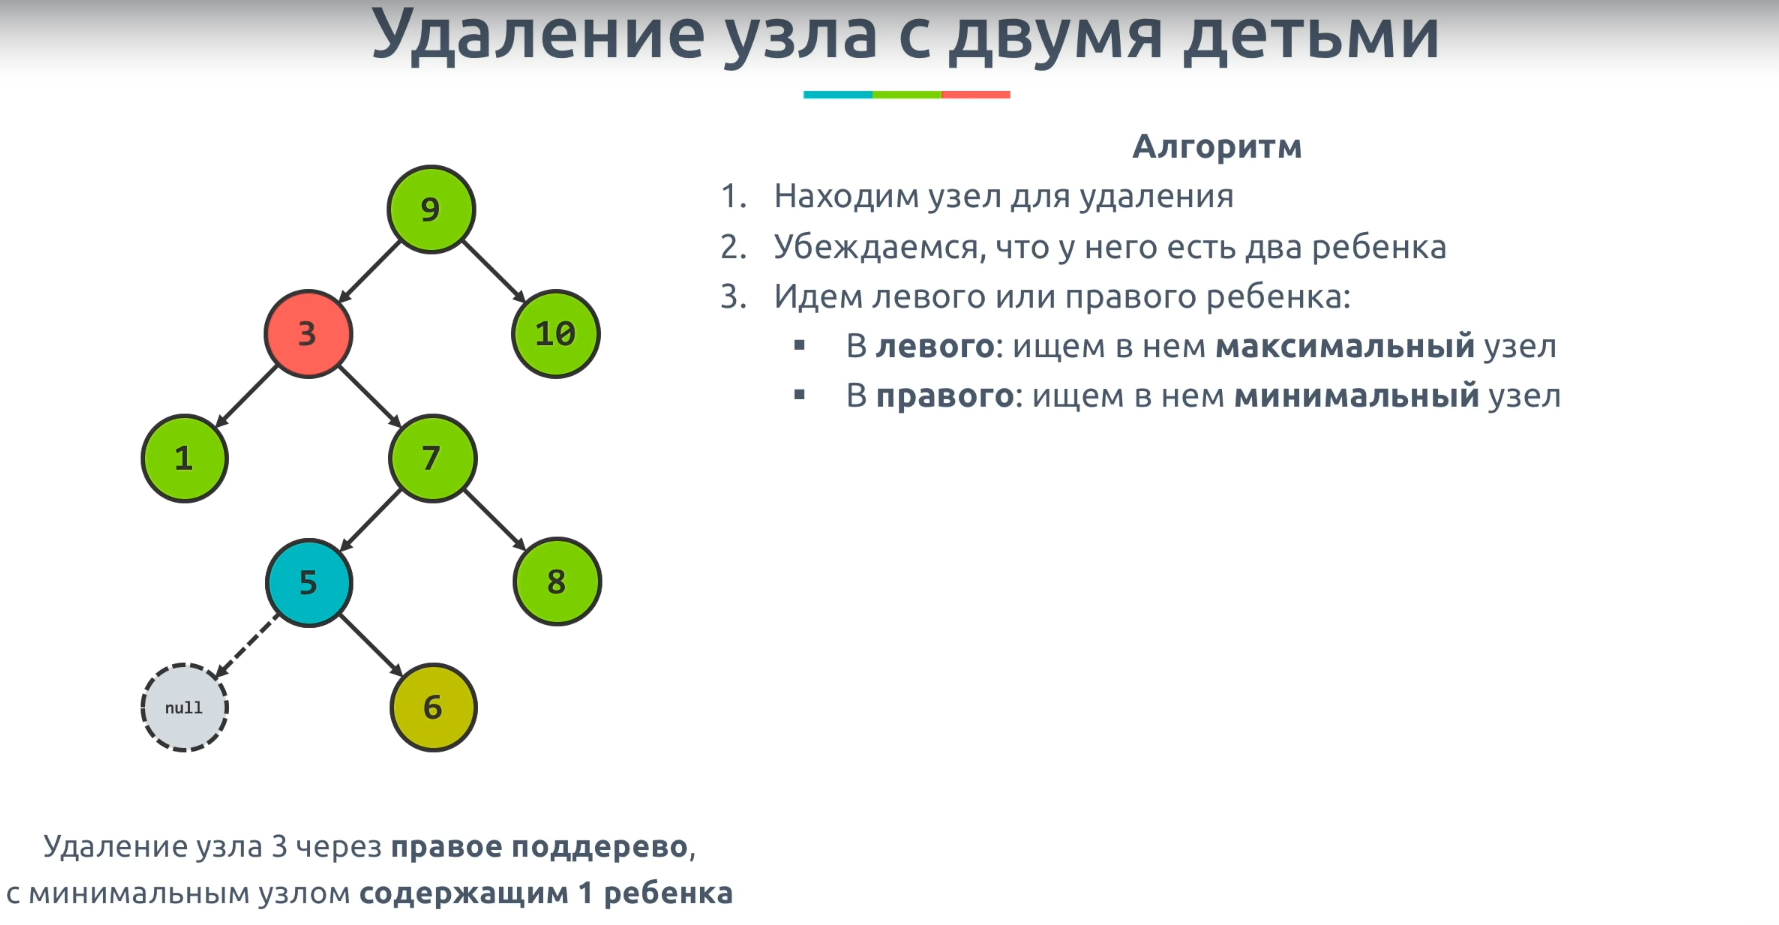 Удаление узла с двумя детьми
Алгоритм
1. Находим узел для удаления
2. Убеждаемся, что у него есть два ребенка
3. Идем левого или правого ребенка:
▪ В левого: ищем в нем максимальный узел
▪ В правого: ищем в нем минимальный узел
9
3
10
1
7
5
8
null
6
Удаление узла 3 через правое поддерево,
с минимальным узлом содержащим 1 ребенка